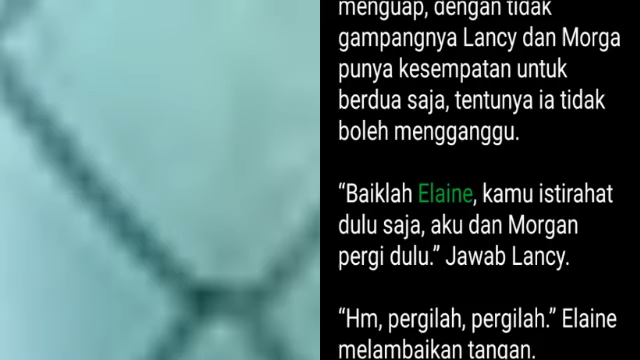 menguap, dengan tidak
gampangnya Lancy dan Morga
punya kesempatan untuk
berdua saja, tentunya ia tidak
boleh mengganggu.
“Baiklah Elaine, kamu istirahat
dulu saja, aku dan Morgan
pergi dulu.” Jawab Lancy.
“Hm, pergilah, pergilah.” Elaine
melambaikan tangan.